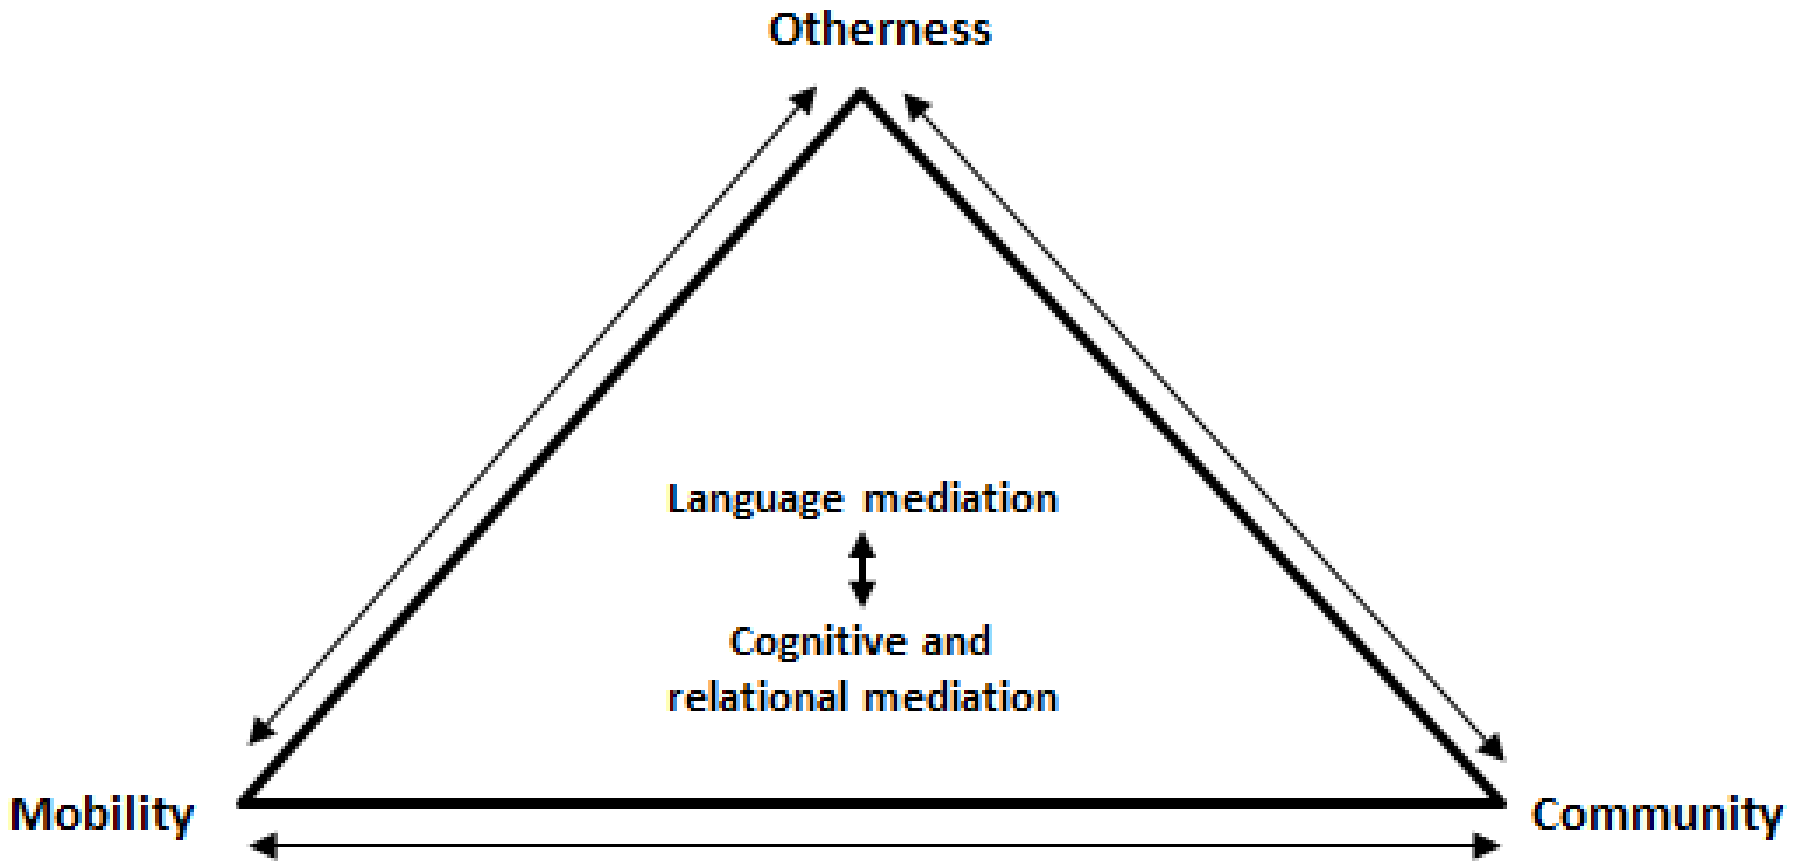 Otherness
Language mediation
Cognitive and
relational mediation
Mobility
Community